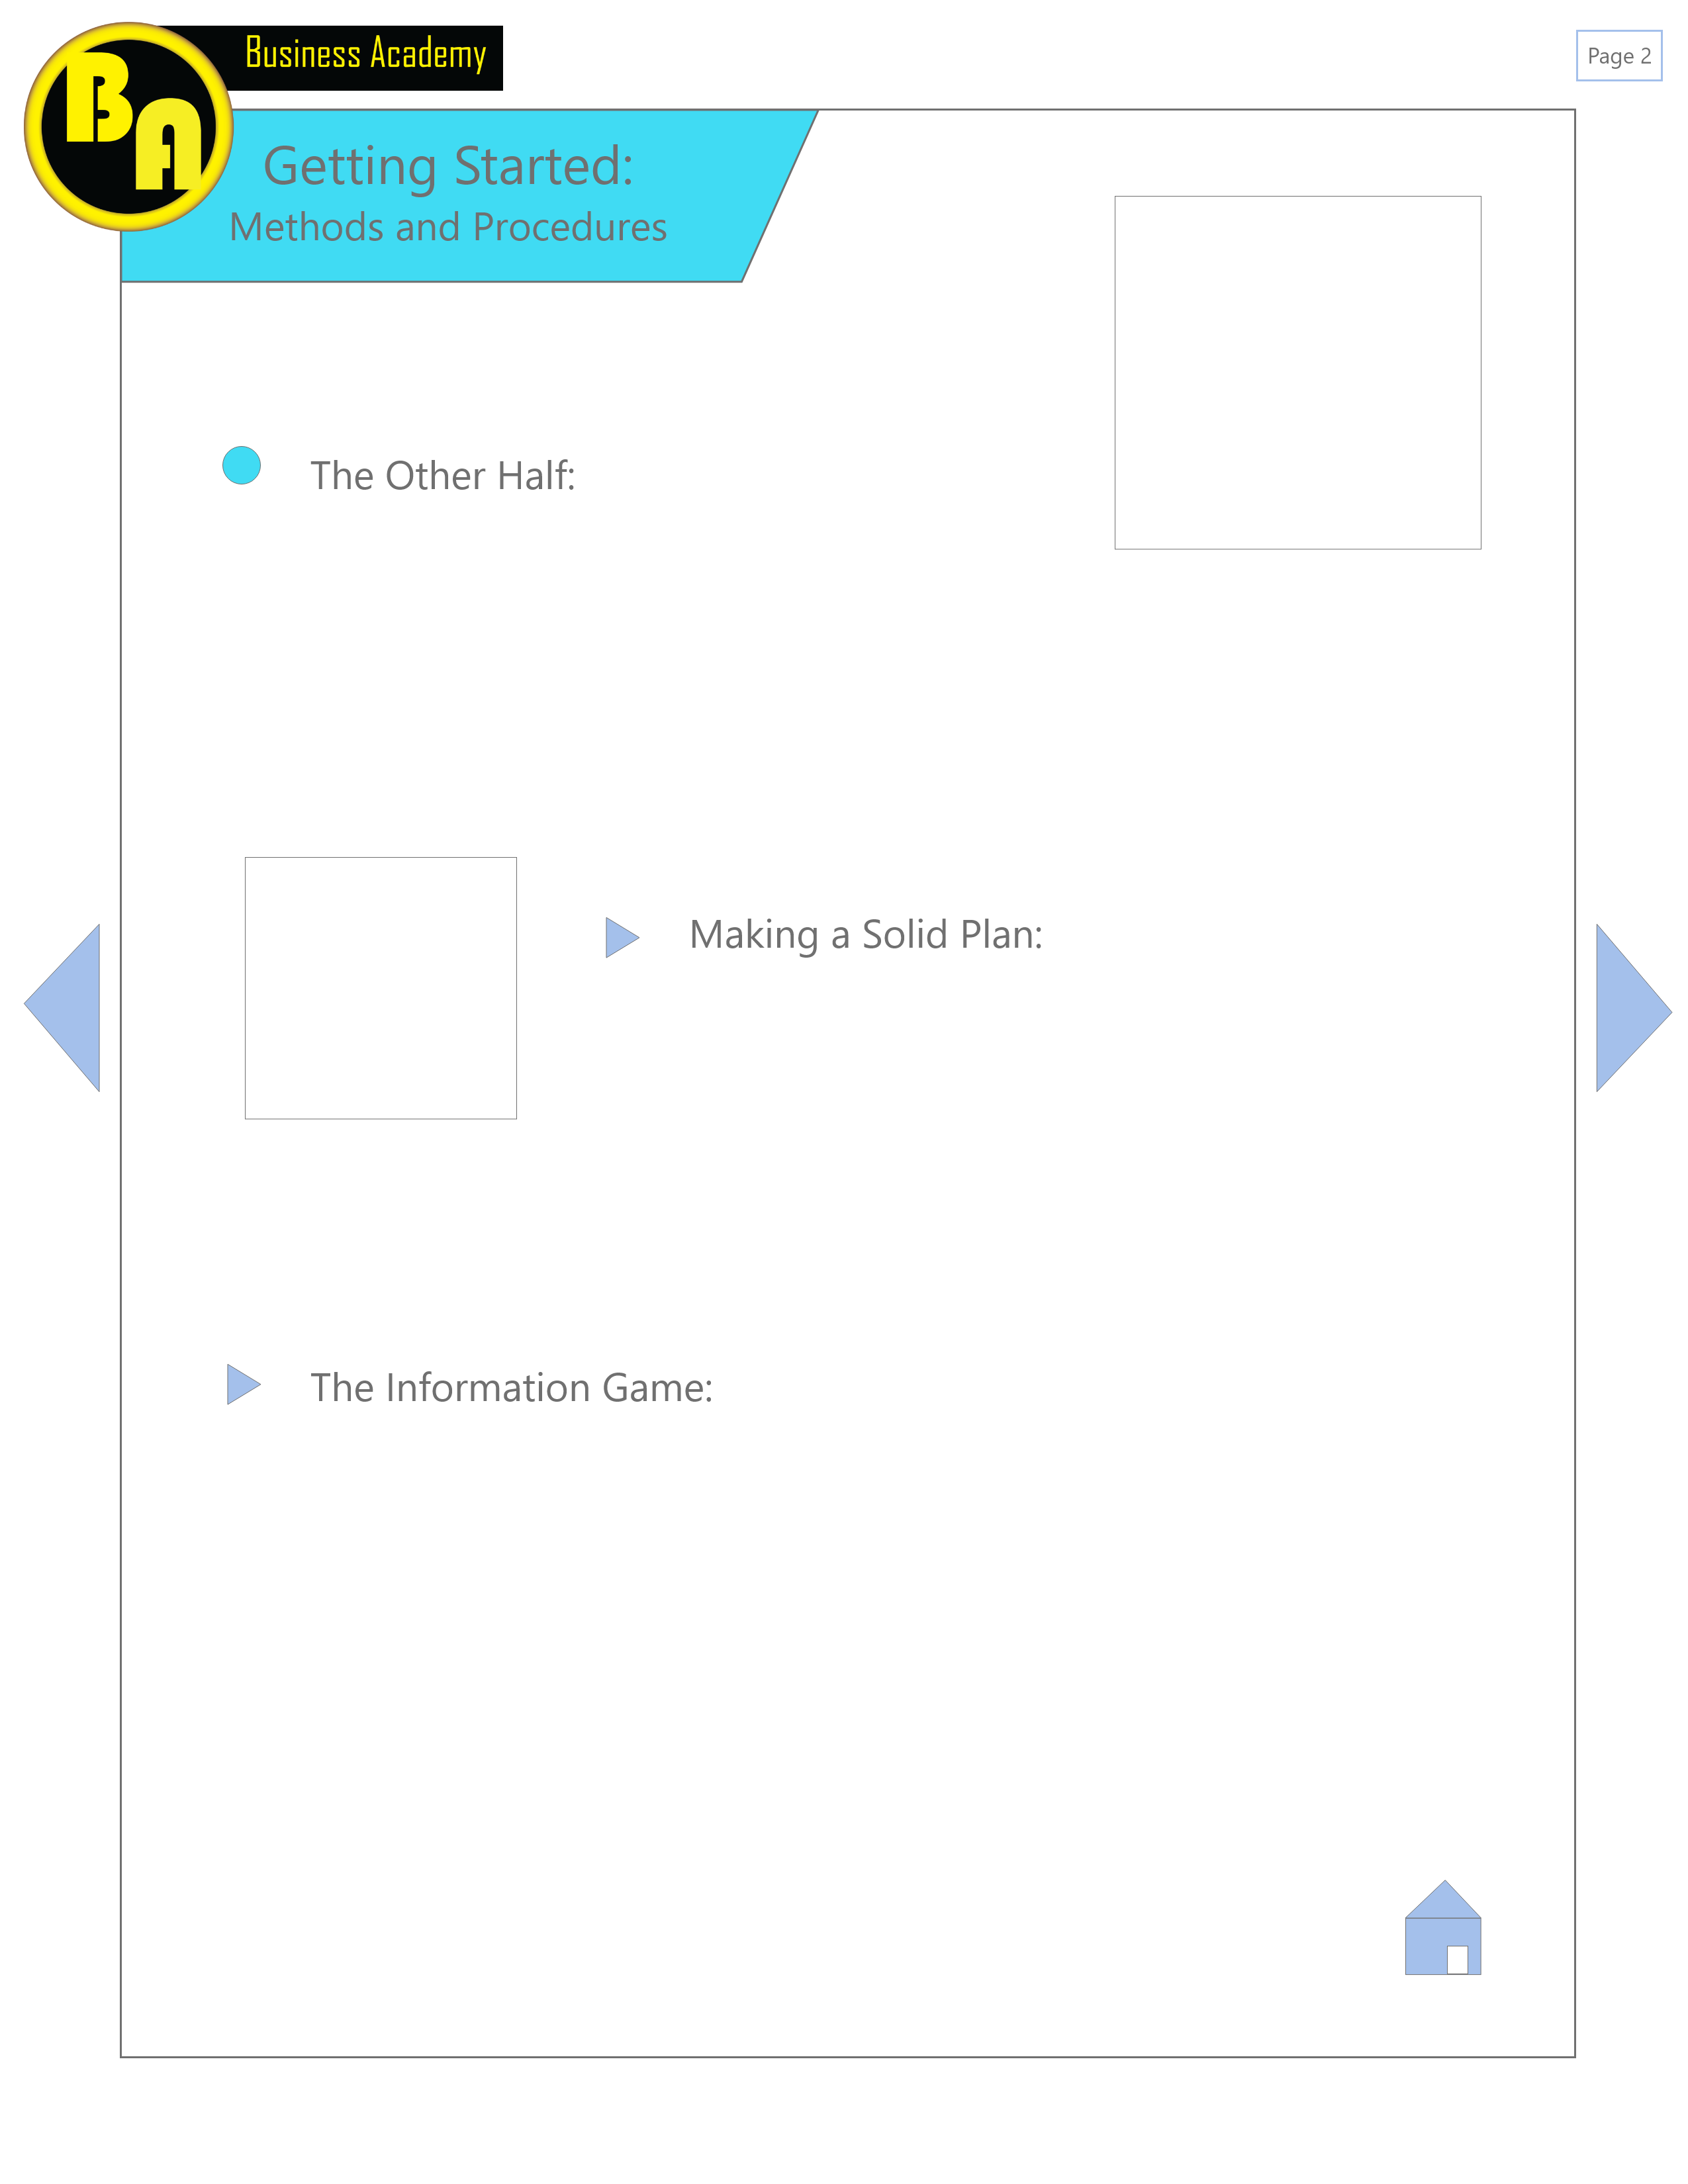 Business Academy
Page 2
BA
Getting Started:
Methods and Procedures
The Other Half:
Making a Solid Plan:
The Information Game: